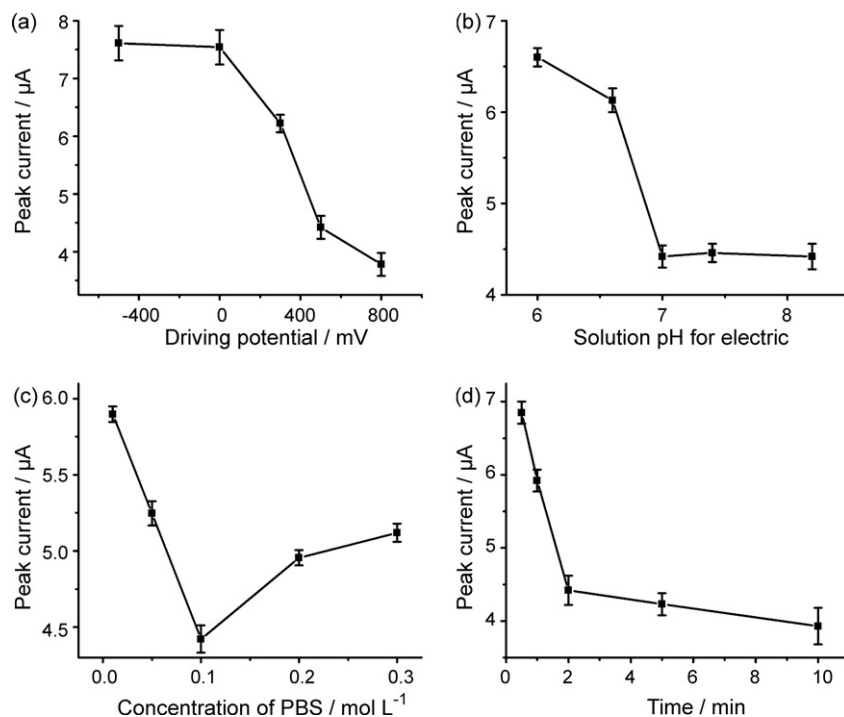 (a)
8
7
6
5
4
Peak current / µA
-400 0 400 800
Driving potential / mV
(b)
7
6
5
4
Peak current / µA
6 7 8
Solution pH for electric
(c)
6.0
5.5
5.0
4.5
Peak current / µA
0.0 0.1 0.2 0.3
Concentration of PBS / mol L⁻¹
(d)
7
6
5
4
Peak current / µA
0 2 4 6 8 10
Time / min